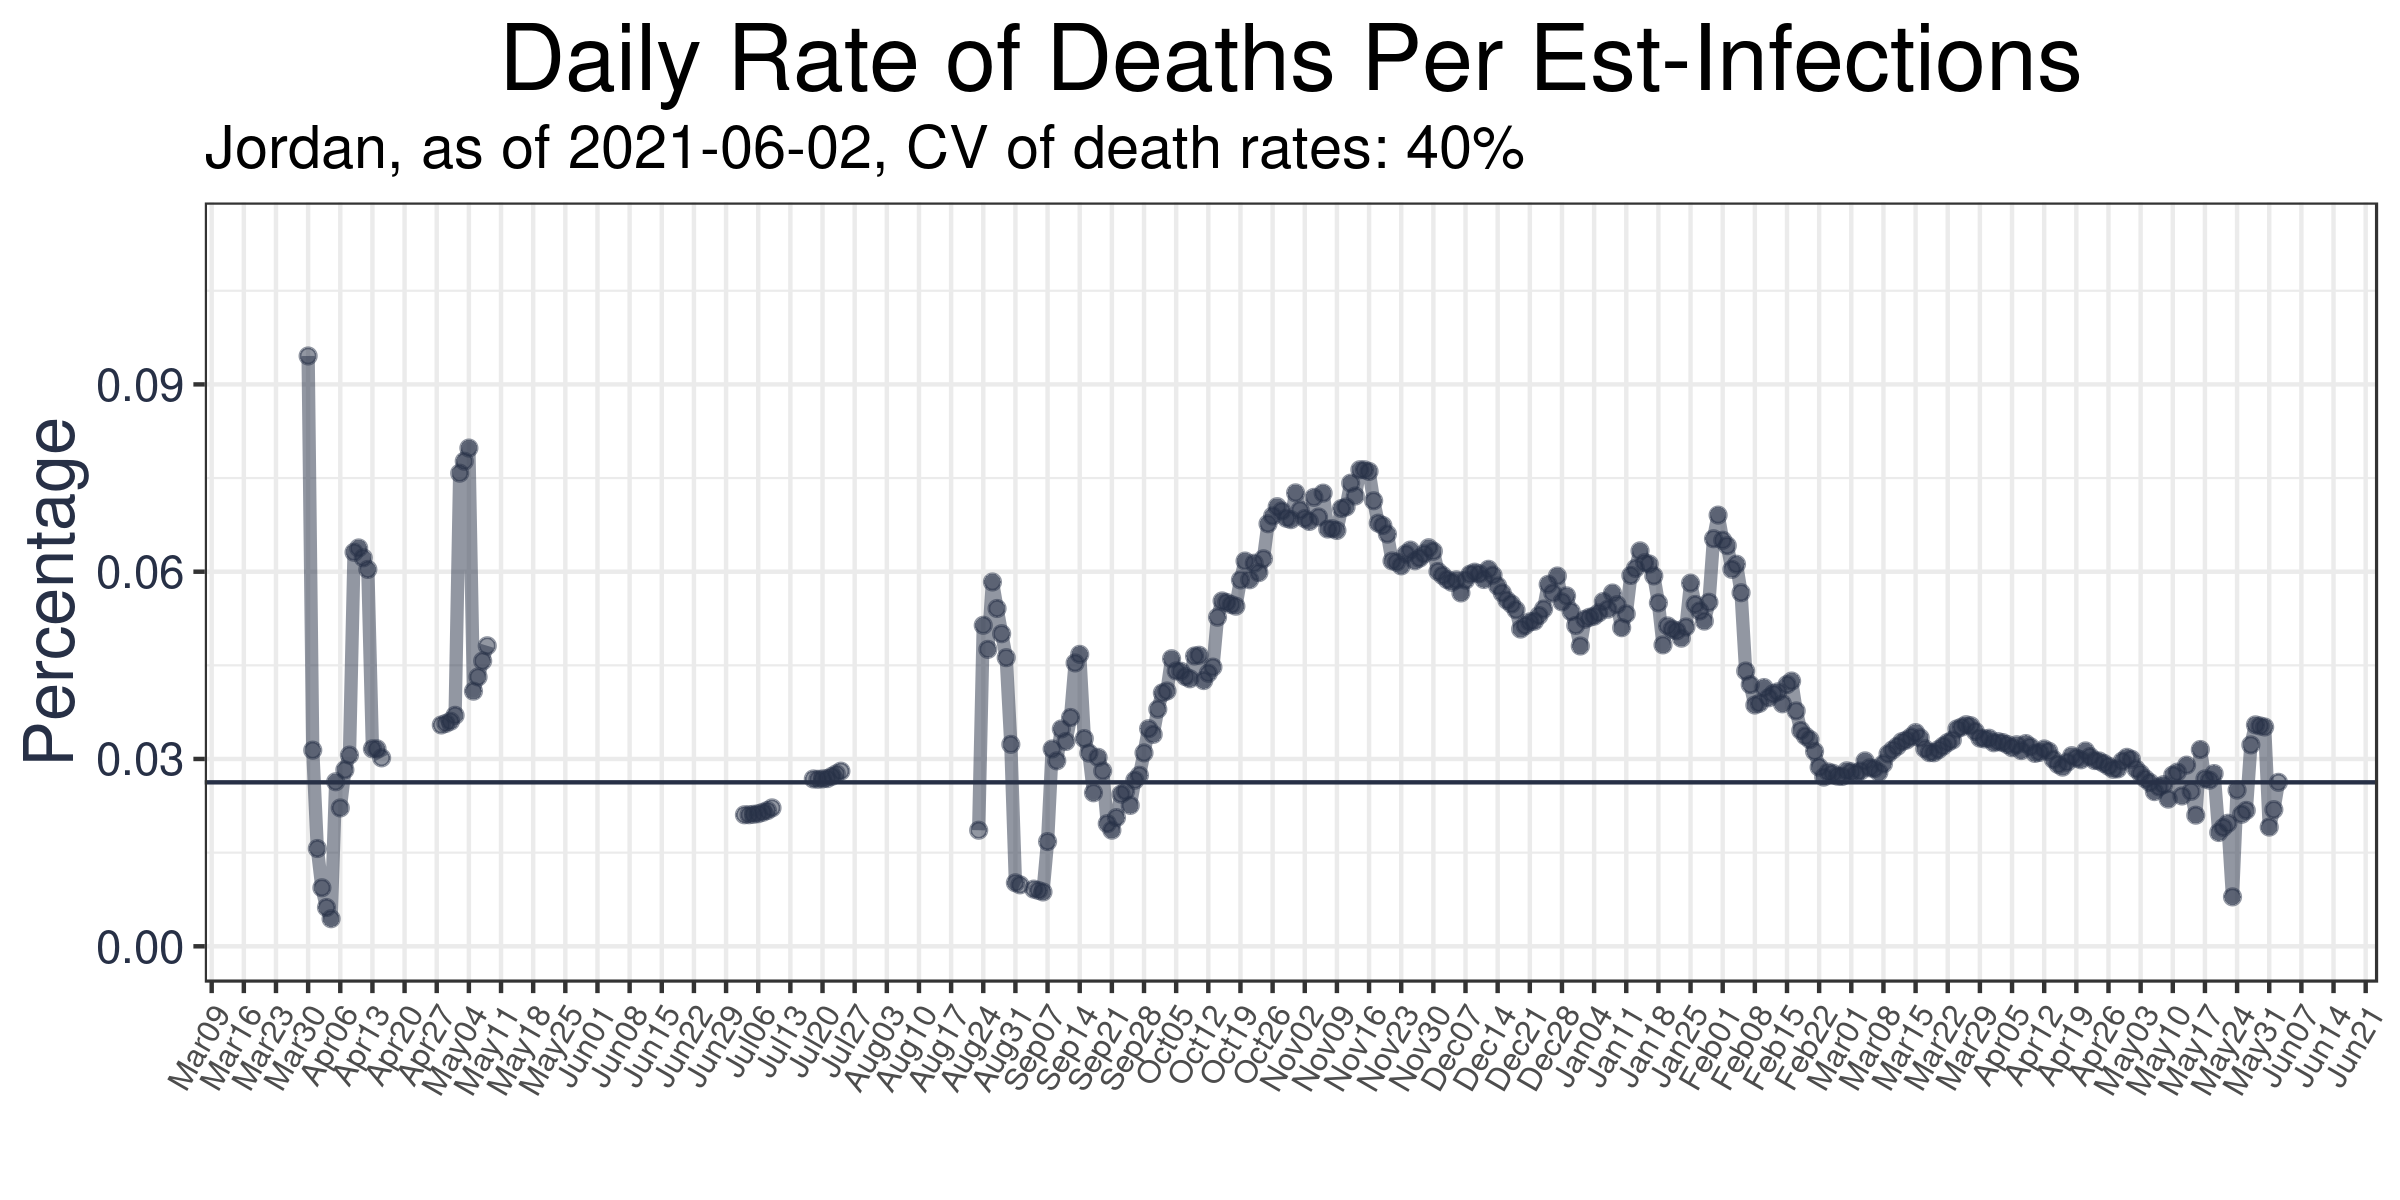 Daily Rate of Deaths Per Est-Infections
Jordan, as of 2021-06-02, CV of death rates: 40%
Percentage
0.09
0.06
0.03
0.00
Mar09
Mar16
Mar23
Mar30
Apr06
Apr13
Apr20
Apr27
May04
May11
May18
May25
Jun01
Jun08
Jun15
Jun22
Jun29
Jul06
Jul13
Jul20
Jul27
Aug03
Aug10
Aug17
Aug24
Aug31
Sep07
Sep14
Sep21
Sep28
Oct05
Oct12
Oct19
Oct26
Nov02
Nov09
Nov16
Nov23
Nov30
Dec07
Dec14
Dec21
Dec28
Jan04
Jan11
Jan18
Jan25
Feb01
Feb08
Feb15
Feb22
Mar01
Mar08
Mar15
Mar22
Mar29
Apr05
Apr12
Apr19
Apr26
May03
May10
May17
May24
May31
Jun07
Jun14
Jun21